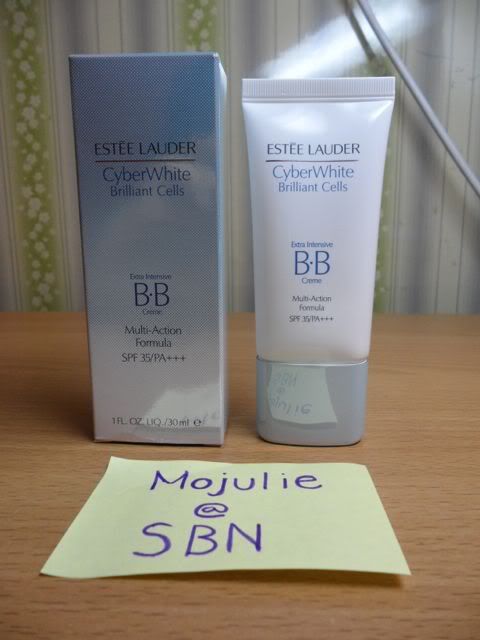 ESTĒE LAUDER
CyberWhite
Brilliant Cells
Extra Intensive
B·B
Creme
Multi-Action
Formula
SPF 35/PA+++
1 FL. OZ. LIQ./30 ml e
ESTĒE LAUDER
CyberWhite
Brilliant Cells
Extra Intensive
B·B
Creme
Multi-Action
Formula
SPF 35/PA+++
Mojulie
@
SBN